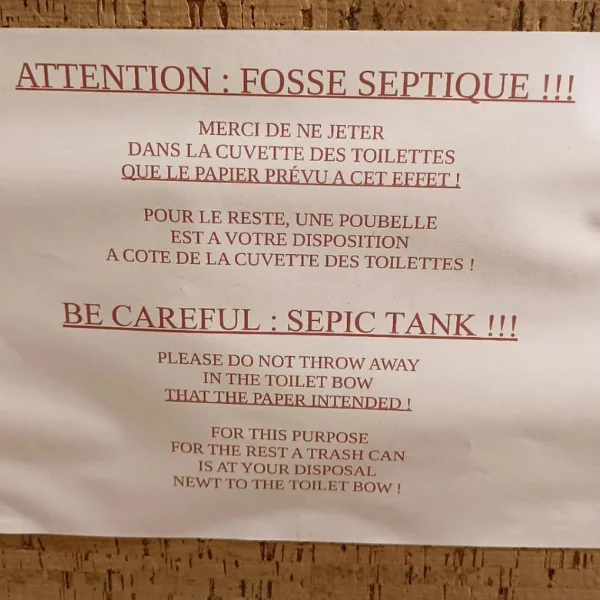 ATTENTION : FOSSE SEPTIQUE !!!
MERCI DE NE JETER
DANS LA CUVETTE DES TOILETTES
QUE LE PAPIER PRÉVU A CET EFFET !
POUR LE RESTE, UNE POUBELLE
EST A VOTRE DISPOSITION
A COTE DE LA CUVETTE DES TOILETTES !
BE CAREFUL : SEPIC TANK !!!
PLEASE DO NOT THROW AWAY
IN THE TOILET BOW
THAT THE PAPER INTENDED !
FOR THIS PURPOSE
FOR THE REST A TRASH CAN
IS AT YOUR DISPOSAL
NEWT TO THE TOILET BOW !